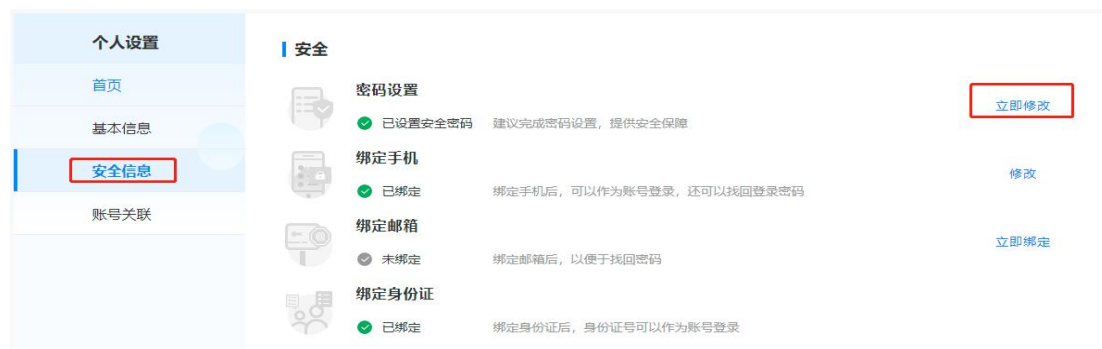 个人设置
首页
基本信息
安全信息
账号关联
安全
密码设置
已设置安全密码 建议完成密码设置，提供安全保障
立即修改
绑定手机
已绑定 绑定手机后，可以作为账号登录，还可以找回登录密码
修改
绑定邮箱
未绑定 绑定邮箱后，以便于找回密码
立即绑定
绑定身份证
已绑定 绑定身份证后，身份证号可以作为账号登录